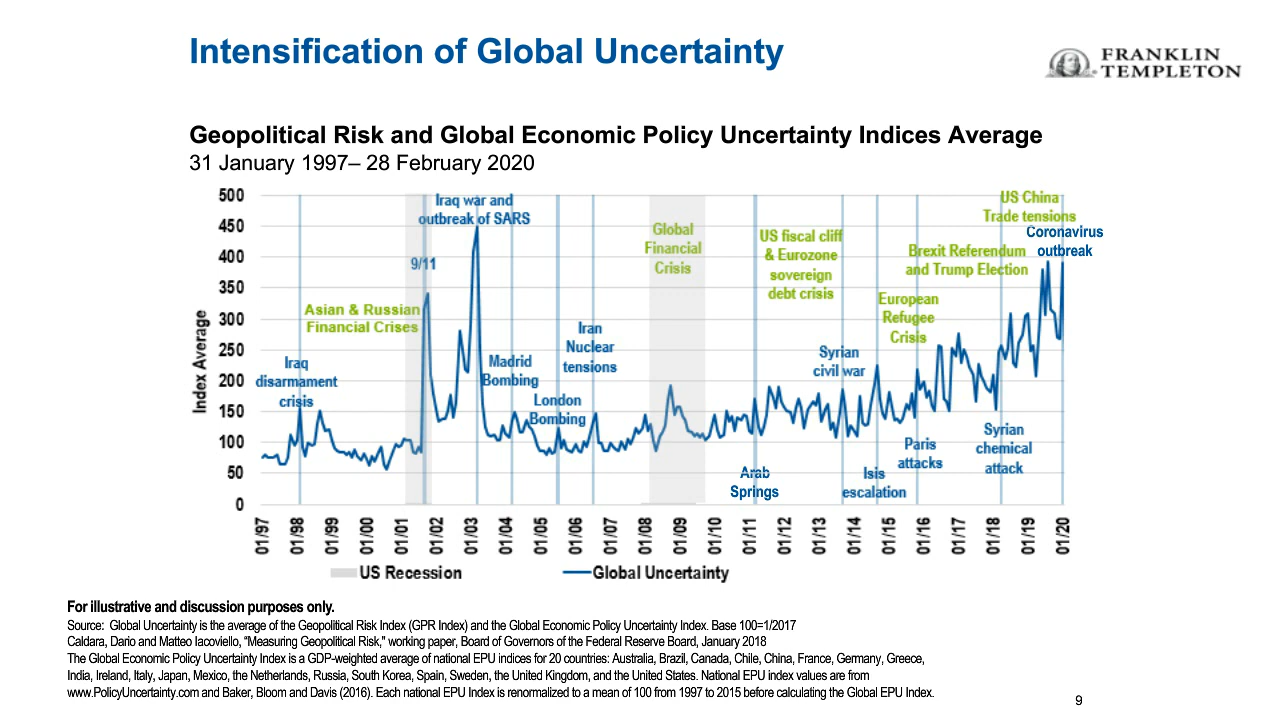 Intensification of Global Uncertainty
FRANKLIN
TEMPLETON
Geopolitical Risk and Global Economic Policy Uncertainty Indices Average
31 January 1997– 28 February 2020
Index Average
500
450
400
350
300
250
200
150
100
50
0
Iraq
disarmament
crisis
Asian & Russian
Financial Crises
9/11
Iraq war and
outbreak of SARS
Madrid
Bombing
London
Bombing
Iran
Nuclear
tensions
Global
Financial
Crisis
US fiscal cliff
& Eurozone
sovereign
debt crisis
Arab
Springs
Syrian
civil war
Isis
escalation
European
Refugee
Crisis
Paris
attacks
Brexit Referendum
and Trump Election
Syrian
chemical
attack
US China
Trade tensions
Coronavirus
outbreak
01/97
01/98
01/99
01/00
01/01
01/02
01/03
01/04
01/05
01/06
01/07
01/08
01/09
01/10
01/11
01/12
01/13
01/14
01/15
01/16
01/17
01/18
01/19
01/20
US Recession
Global Uncertainty
For illustrative and discussion purposes only.
Source: Global Uncertainty is the average of the Geopolitical Risk Index (GPR Index) and the Global Economic Policy Uncertainty Index. Base 100=1/2017
Caldara, Dario and Matteo Iacoviello, "Measuring Geopolitical Risk," working paper, Board of Governors of the Federal Reserve Board, January 2018
The Global Economic Policy Uncertainty Index is a GDP-weighted average of national EPU indices for 20 countries: Australia, Brazil, Canada, Chile, China, France, Germany, Greece,
India, Ireland, Italy, Japan, Mexico, the Netherlands, Russia, South Korea, Spain, Sweden, the United Kingdom, and the United States. National EPU index values are from
www.PolicyUncertainty.com and Baker, Bloom and Davis (2016). Each national EPU Index is renormalized to a mean of 100 from 1997 to 2015 before calculating the Global EPU Index.
9